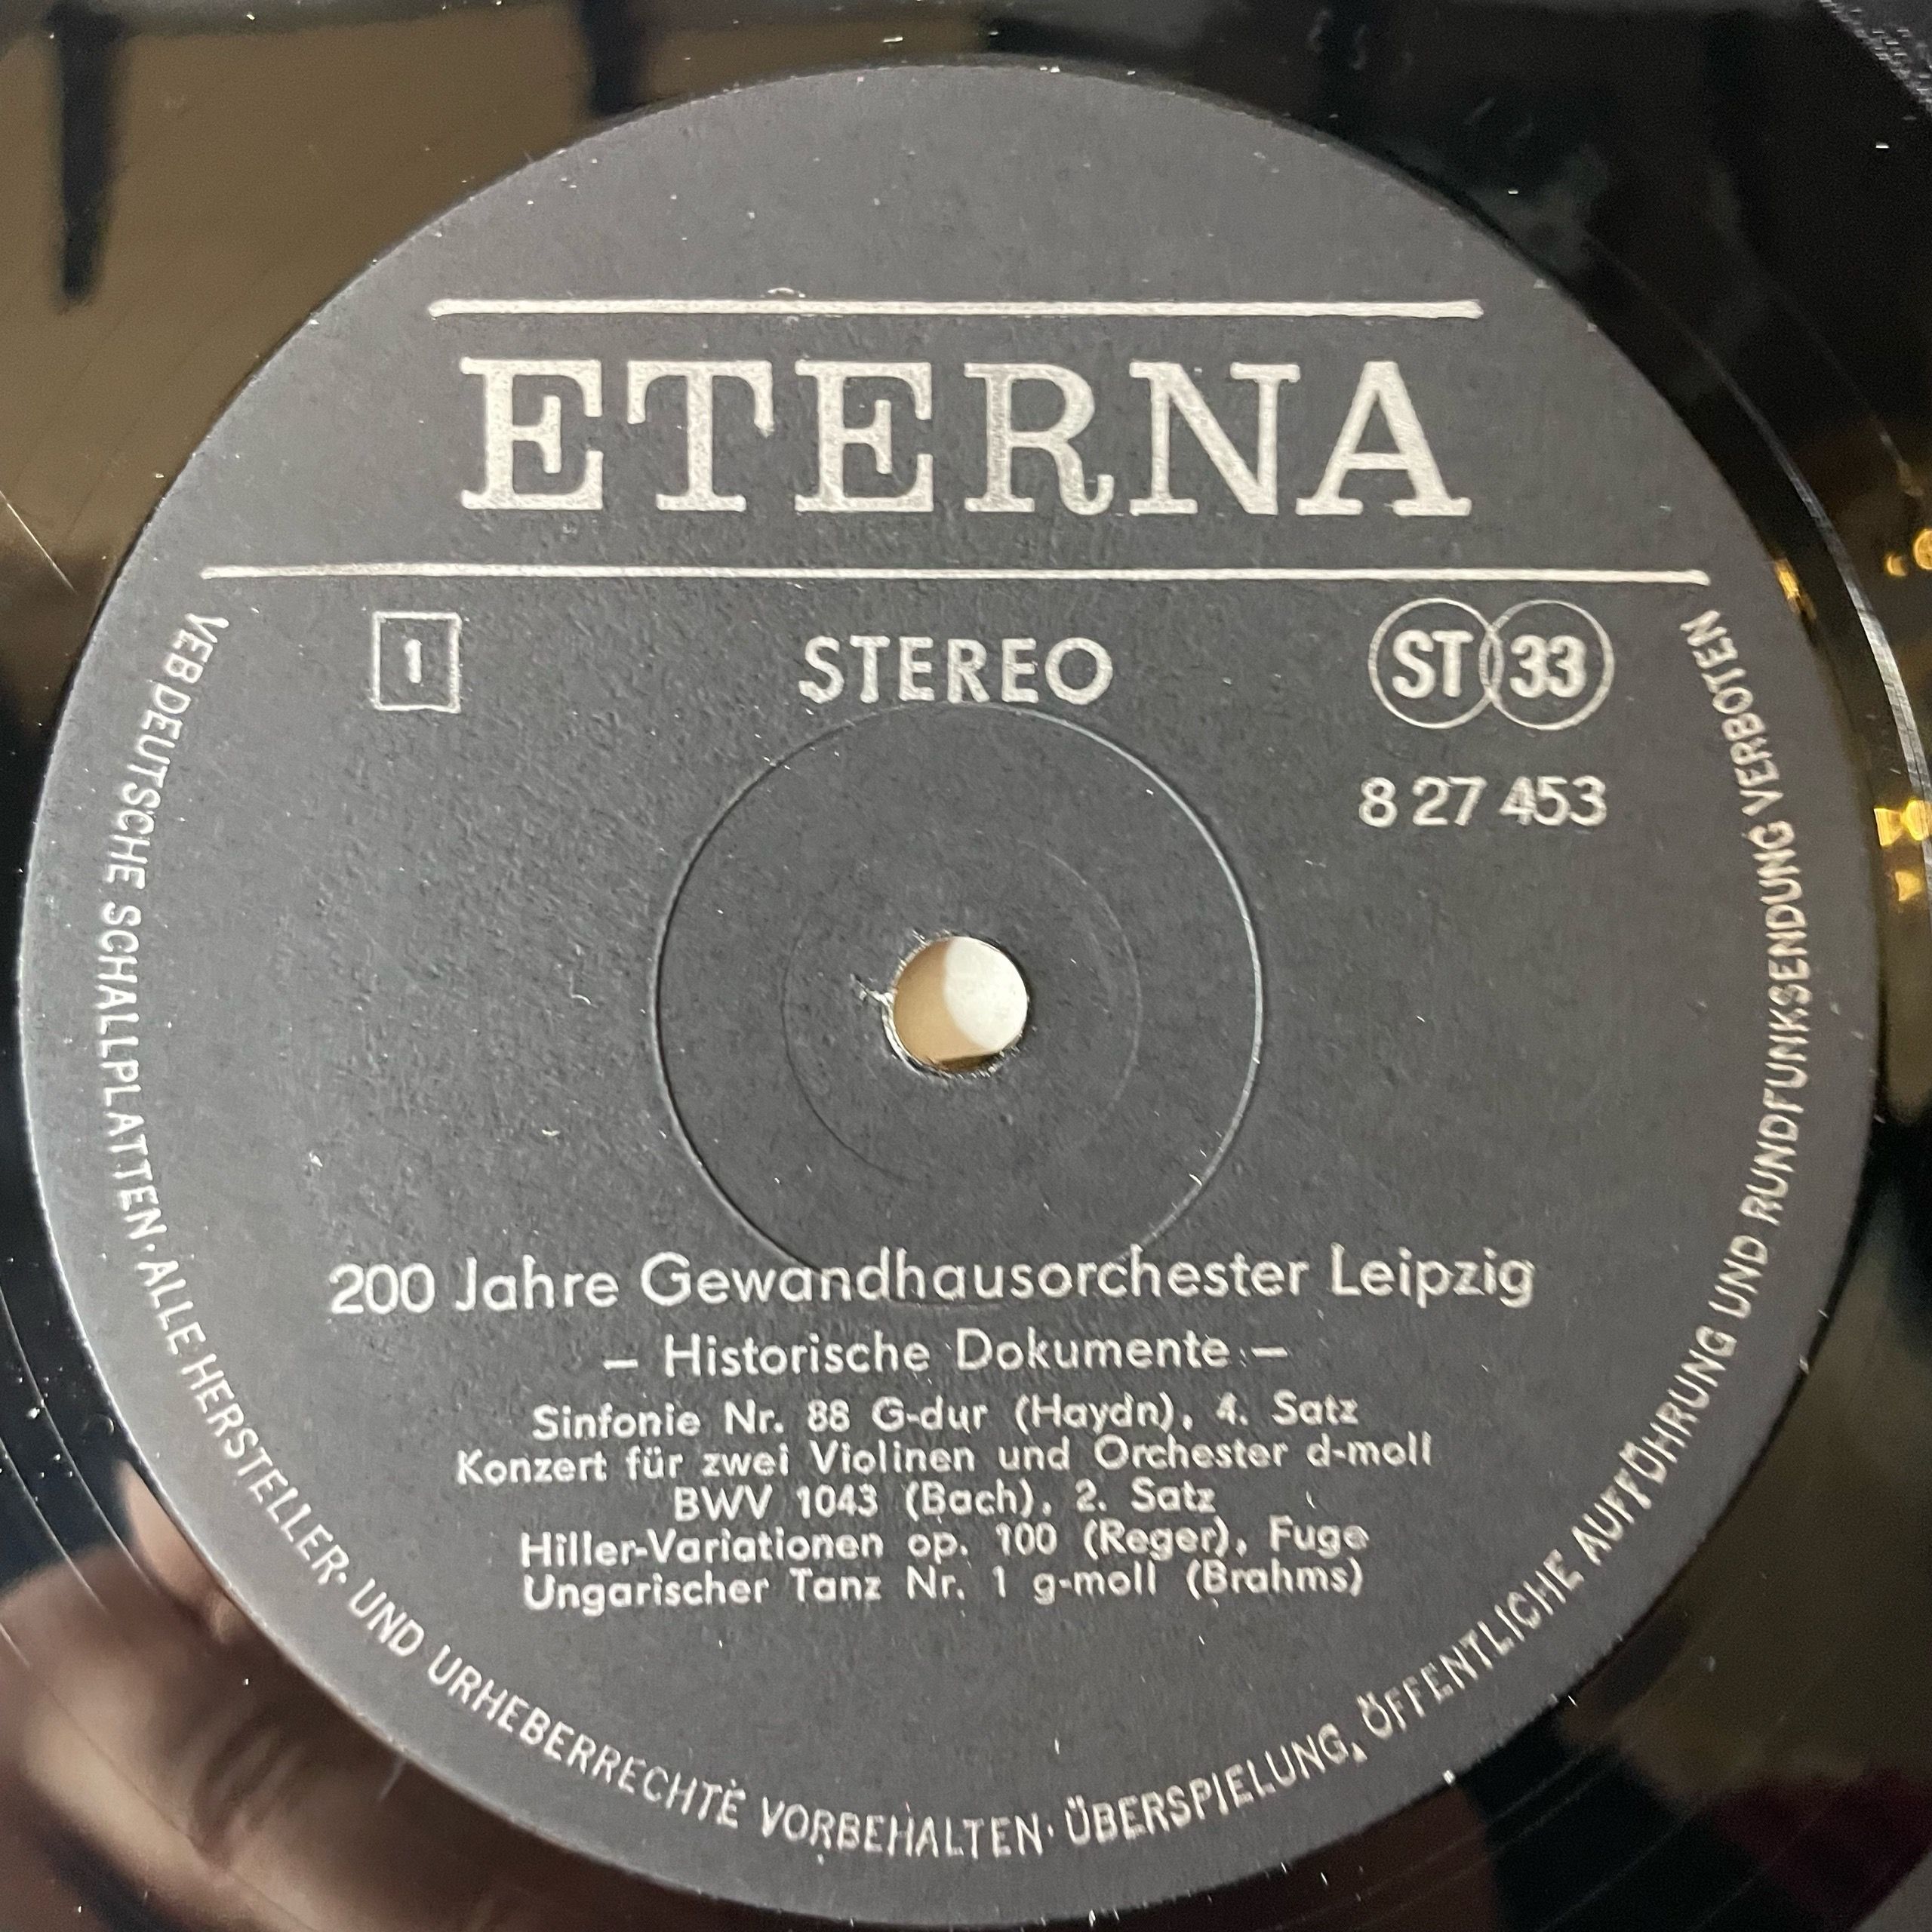 ETERNA
1 STEREO ST 33
8 27 453
200 Jahre Gewandhausorchester Leipzig
– Historische Dokumente –
Sinfonie Nr. 88 G-dur (Haydn), 4. Satz
Konzert für zwei Violinen und Orchester d-moll
BWV 1043 (Bach), 2. Satz
Hiller-Variationen op. 100 (Reger), Fuge
Ungarischer Tanz Nr. 1 g-moll (Brahms)
VEB DEUTSCHE SCHALLPLATTEN · ALLE HERSTELLER- UND URHEBERRECHTE VORBEHALTEN · ÜBERSPIELUNG, ÖFFENTLICHE AUFFÜHRUNG UND RUNDFUNKSENDUNG VERBOTEN